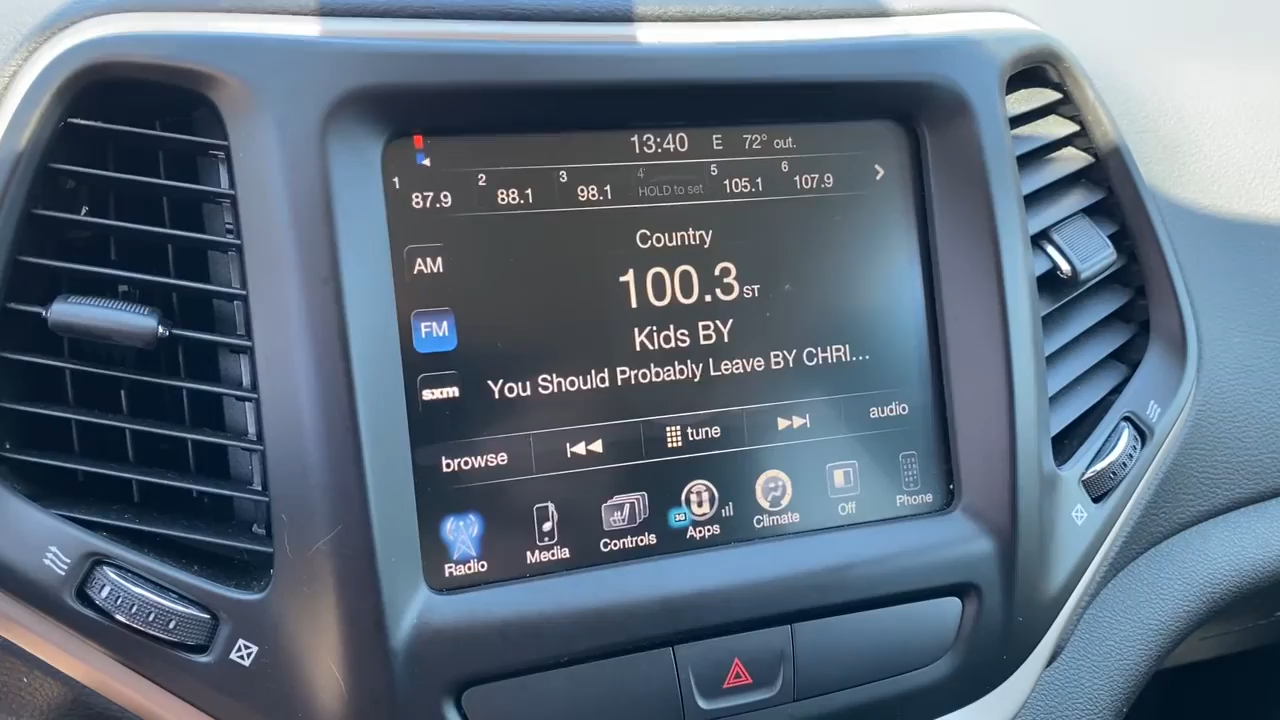 13:40 E 72° out.
1 87.9 2 88.1 3 98.1 4 HOLD to set 5 105.1 6 107.9
Country
AM
100.3 ST
FM
Kids BY
You Should Probably Leave BY CHRI...
sxm
browse tune audio
3G
Radio Media Controls Apps Climate Off Phone